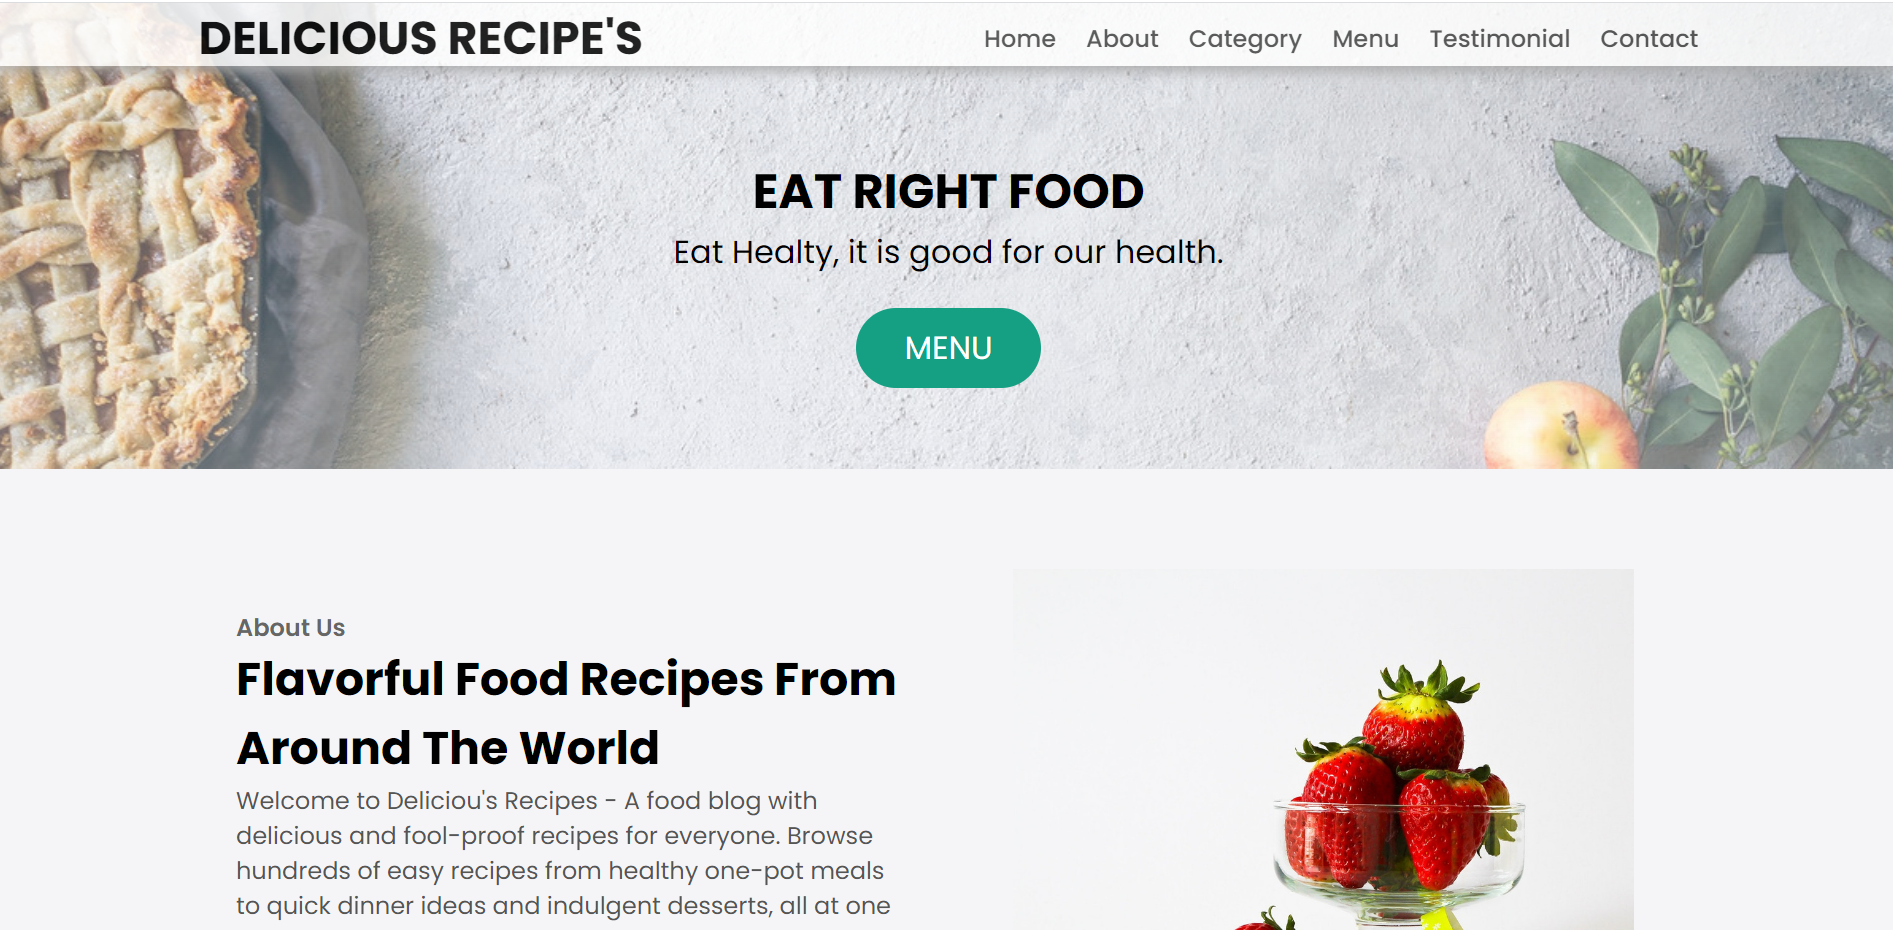 DELICIOUS RECIPE'S
Home About Category Menu Testimonial Contact
EAT RIGHT FOOD
Eat Healty, it is good for our health.
MENU
About Us
Flavorful Food Recipes From
Around The World
Welcome to Deliciou's Recipes - A food blog with
delicious and fool-proof recipes for everyone. Browse
hundreds of easy recipes from healthy one-pot meals
to quick dinner ideas and indulgent desserts, all at one